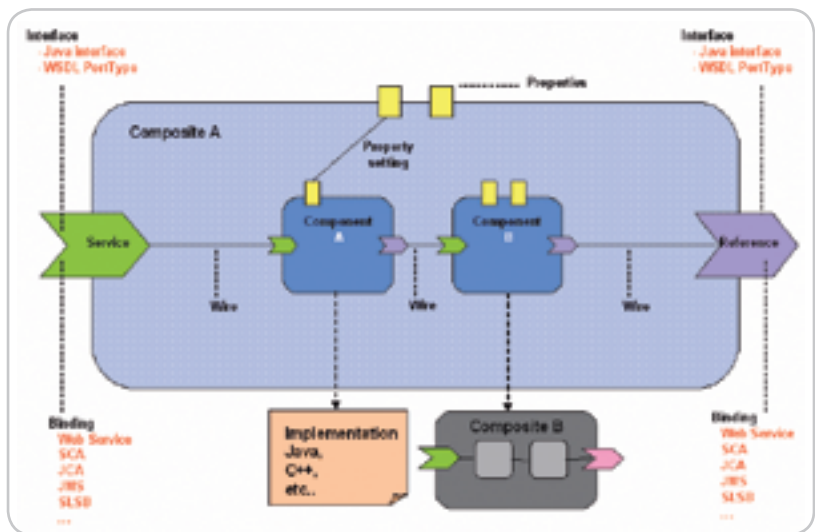 Interface
- Java Interface
- WSDL PortType
Interface
- Java Interface
- WSDL PortType
Properties
Composite A
Property
setting
Component
A
Component
B
Service
Reference
Wire
Wire
Wire
Binding
Web Service
SCA
JCA
JMS
SLSB
...
Implementation
Java,
C++,
etc..
Composite B
Binding
Web Service
SCA
JCA
JMS
SLSB
...